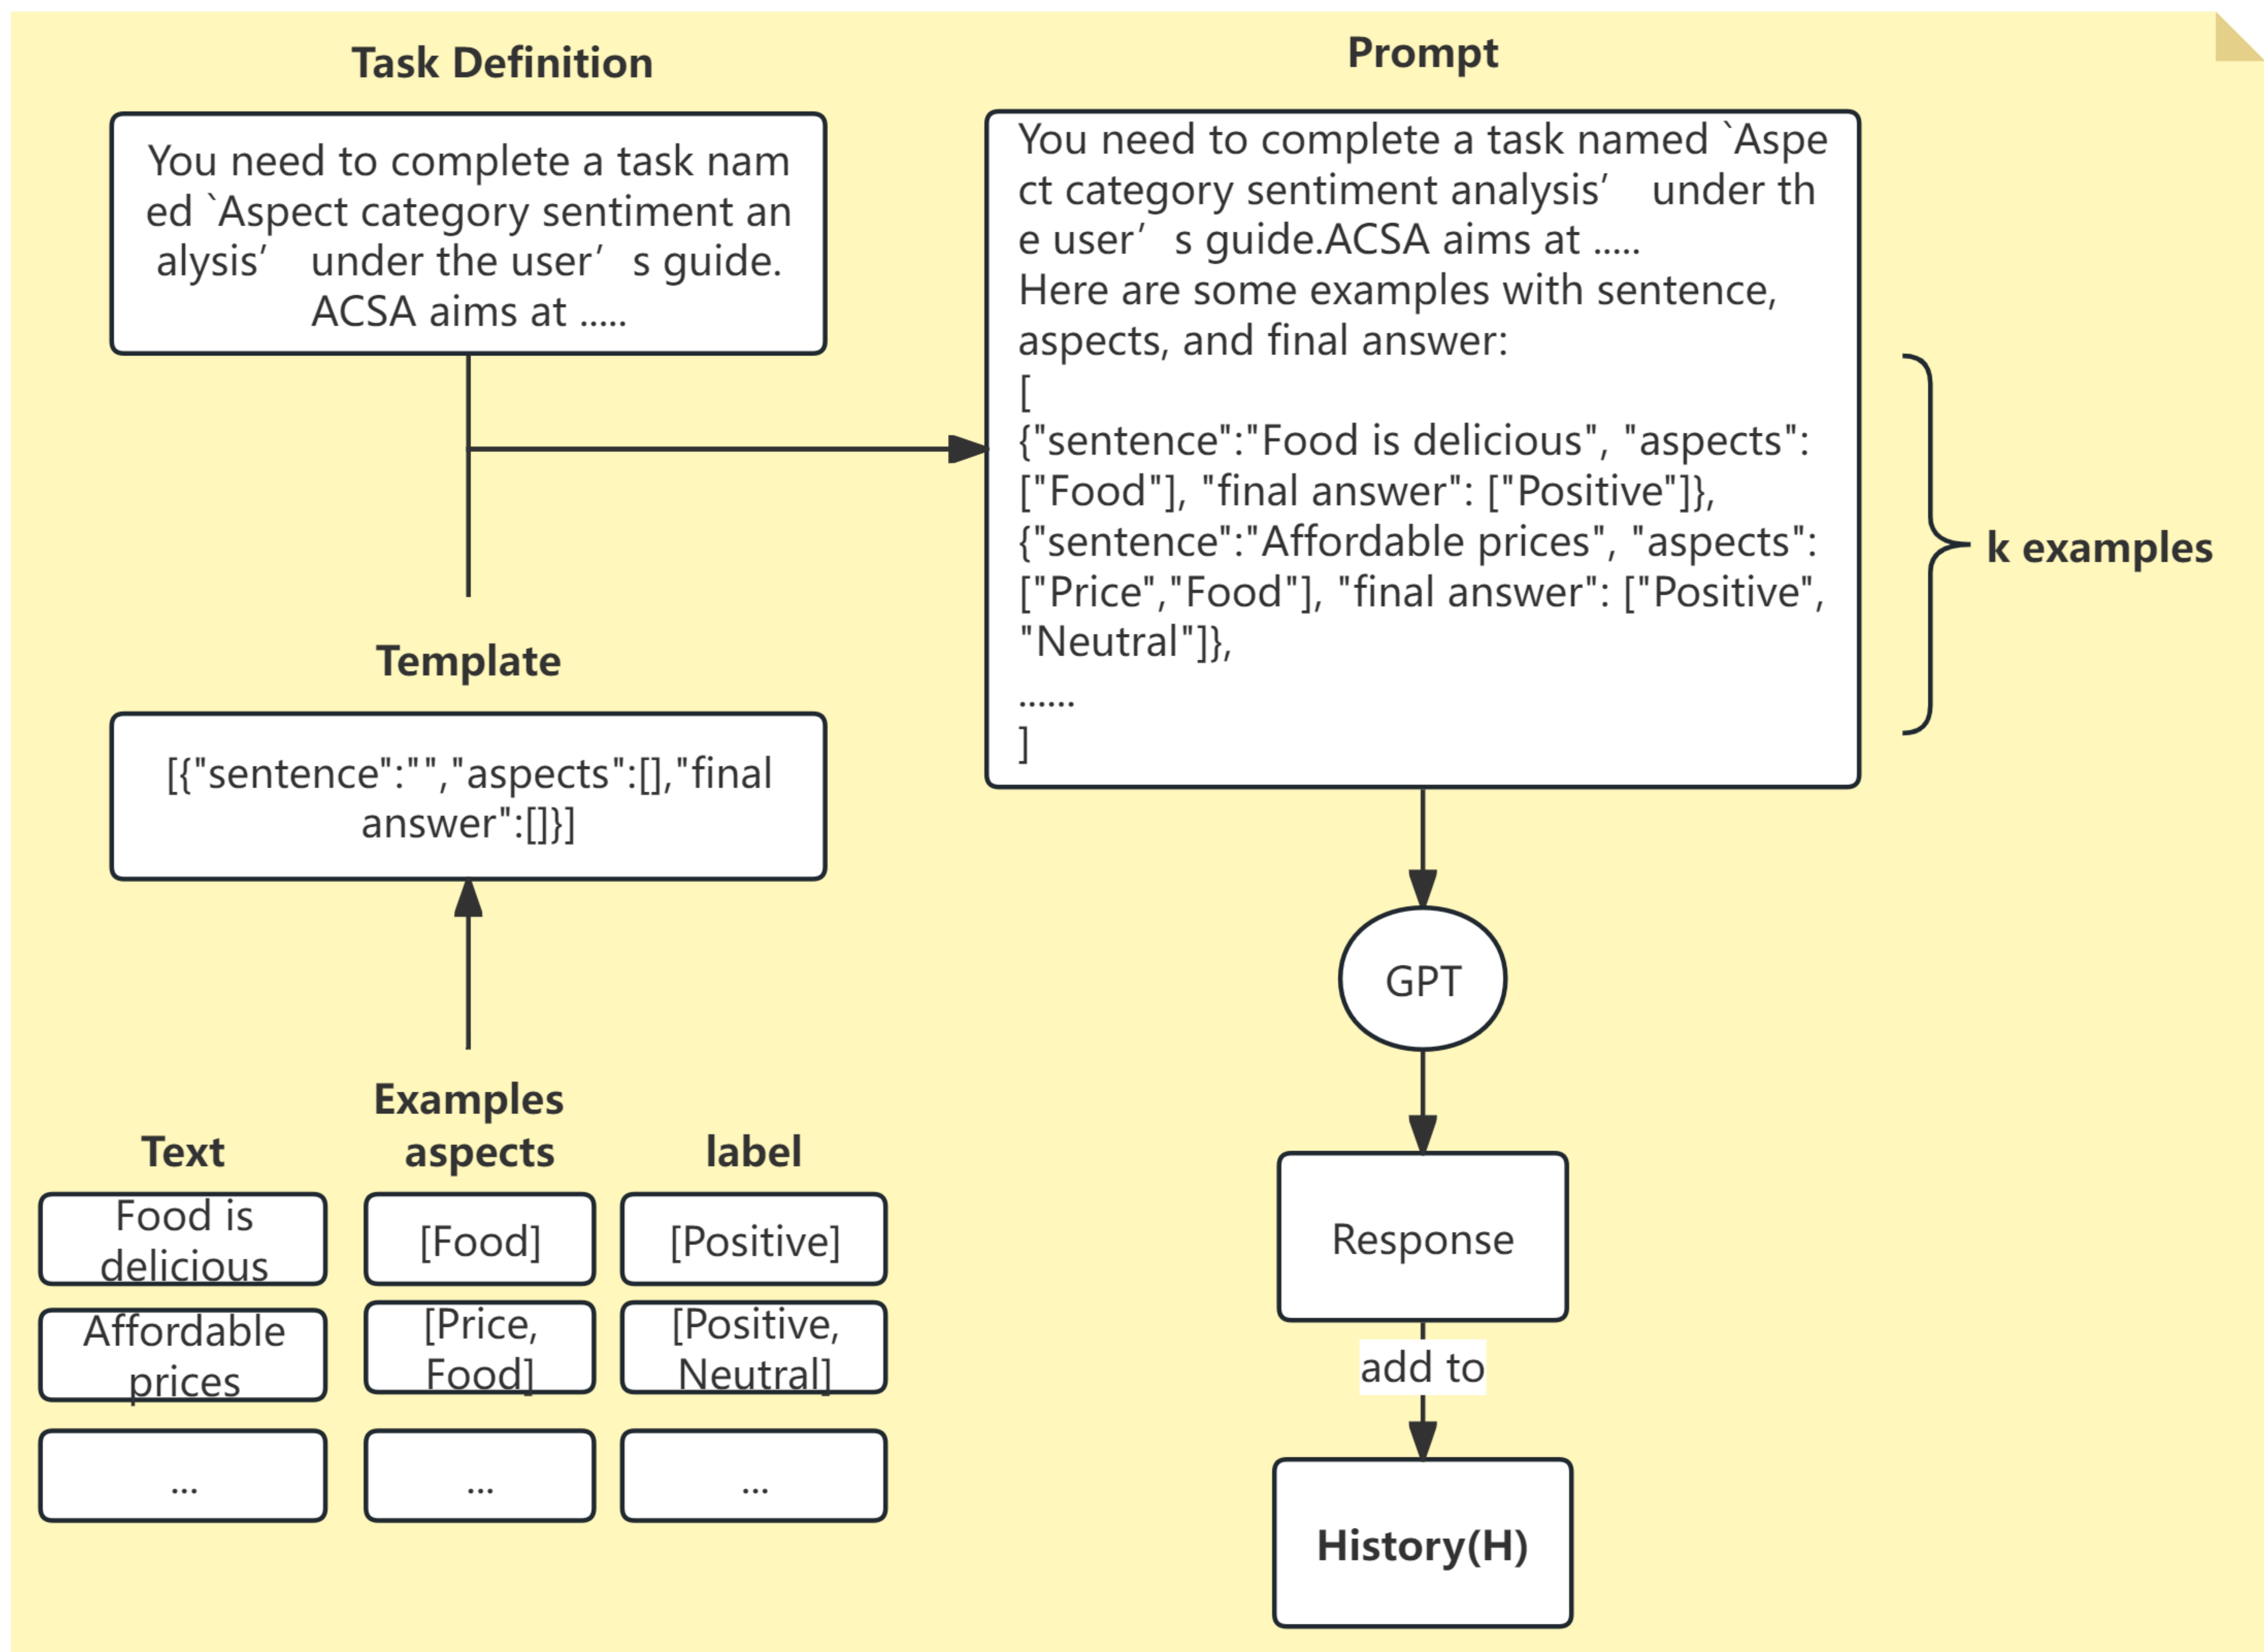 Task Definition
You need to complete a task nam
ed `Aspect category sentiment an
alysis’ under the user’ s guide.
ACSA aims at .....
Template
[{"sentence":"","aspects":[],"final
answer":[]}]
Examples
Text aspects label
Food is
delicious
[Food]
[Positive]
Affordable
prices
[Price,
Food]
[Positive,
Neutral]
... ... ...
Prompt
You need to complete a task named `Aspe
ct category sentiment analysis’ under th
e user’ s guide.ACSA aims at .....
Here are some examples with sentence,
aspects, and final answer:
[
{"sentence":"Food is delicious", "aspects":
["Food"], "final answer": ["Positive"]},
{"sentence":"Affordable prices", "aspects":
["Price","Food"], "final answer": ["Positive",
"Neutral"]},
......
]
k examples
GPT
Response
add to
History(H)